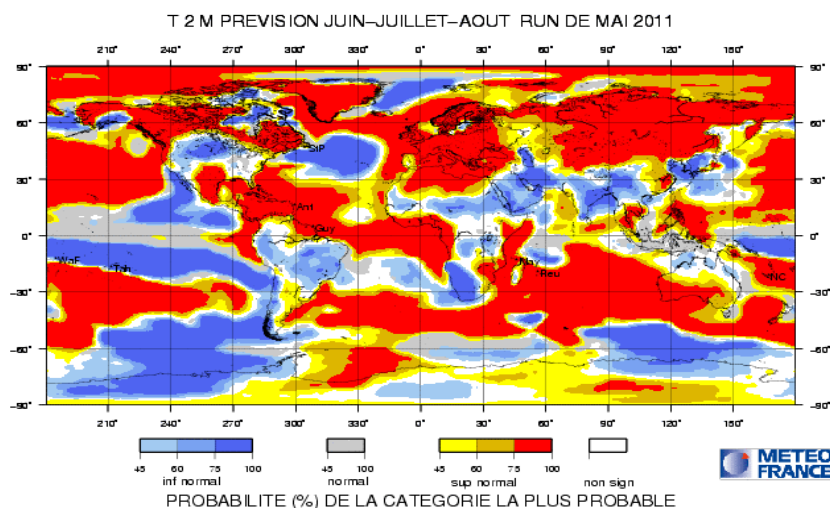 T 2 M PREVISION JUIN-JUILLET-AOUT RUN DE MAI 2011
210° 240° 270° 300° 330° 0° 30° 60° 90° 120° 150°
90° 90°
60° 60°
SIP
30° 30°
Ant
Guy
0° 0°
WaF Tah May Reu NC
-30° -30°
-60° -60°
-90° -90°
210° 240° 270° 300° 330° 0° 30° 60° 90° 120° 150°
45 60 75 100 45 100 45 60 75 100
inf normal normal sup normal non sign
METEO
FRANCE
PROBABILITE (%) DE LA CATEGORIE LA PLUS PROBABLE